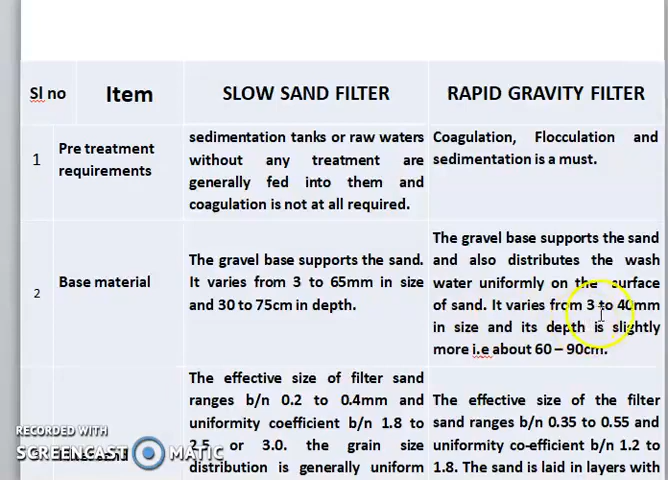 Sl no
Item
SLOW SAND FILTER
RAPID GRAVITY FILTER
1
Pre treatment
requirements
sedimentation tanks or raw waters
without any treatment are
generally fed into them and
coagulation is not at all required.
Coagulation, Flocculation and
sedimentation is a must.
2
Base material
The gravel base supports the sand.
It varies from 3 to 65mm in size
and 30 to 75cm in depth.
The gravel base supports the sand
and also distributes the wash
water uniformly on the surface
of sand. It varies from 3 to 40mm
in size and its depth is slightly
more i.e about 60 – 90cm.
The effective size of filter sand
ranges b/n 0.2 to 0.4mm and
uniformity coefficient b/n 1.8 to
2.5 or 3.0. the grain size
distribution is generally uniform
The effective size of the filter
sand ranges b/n 0.35 to 0.55 and
uniformity co-efficient b/n 1.2 to
1.8. The sand is laid in layers with
RECORDED WITH
SCREENCAST MATIC